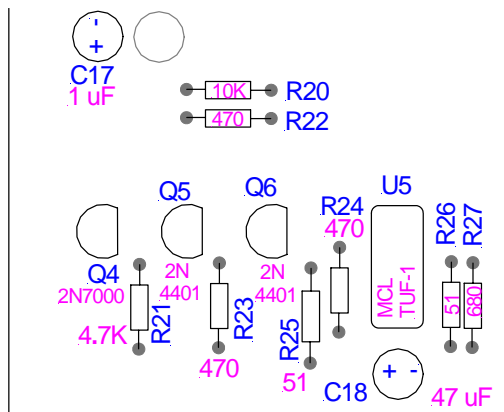 -
+
C17
1 uF
10K R20
470 R22
Q5
Q6
U5
R24
470
R26
R27
Q4
2N7000
2N
4401
2N
4401
MCL
TUF-1
51
680
4.7K
R21
R23
470
R25
51
+ -
C18
47 uF